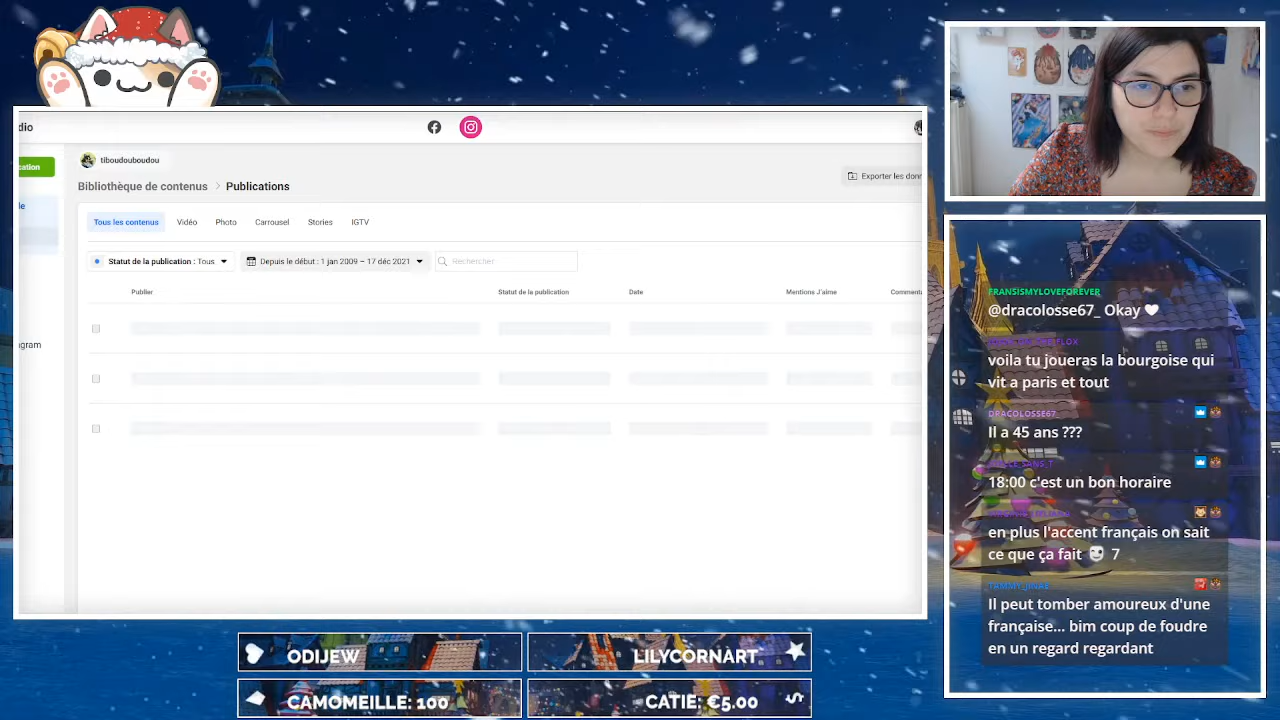 dio
tiboudouboudou
cation
Bibliothèque de contenus > Publications
Exporter les donn
le
Tous les contenus Vidéo Photo Carrousel Stories IGTV
Statut de la publication : Tous
Depuis le début : 1 jan 2009 – 17 déc 2021
Rechercher
Publier Statut de la publication Date Mentions J'aime Commenta
agram
FRANSISMYLOVEFOREVER
@dracolosse67_ Okay
voila tu joueras la bourgoise qui
vit a paris et tout
DRACOLOSSE67_
Il a 45 ans ???
18:00 c'est un bon horaire
en plus l'accent français on sait
ce que ça fait 7
Il peut tomber amoureux d'une
française... bim coup de foudre
en un regard regardant
ODIJEW
LILYCORNART
CAMOMEILLE: 100
CATIE: €5.00